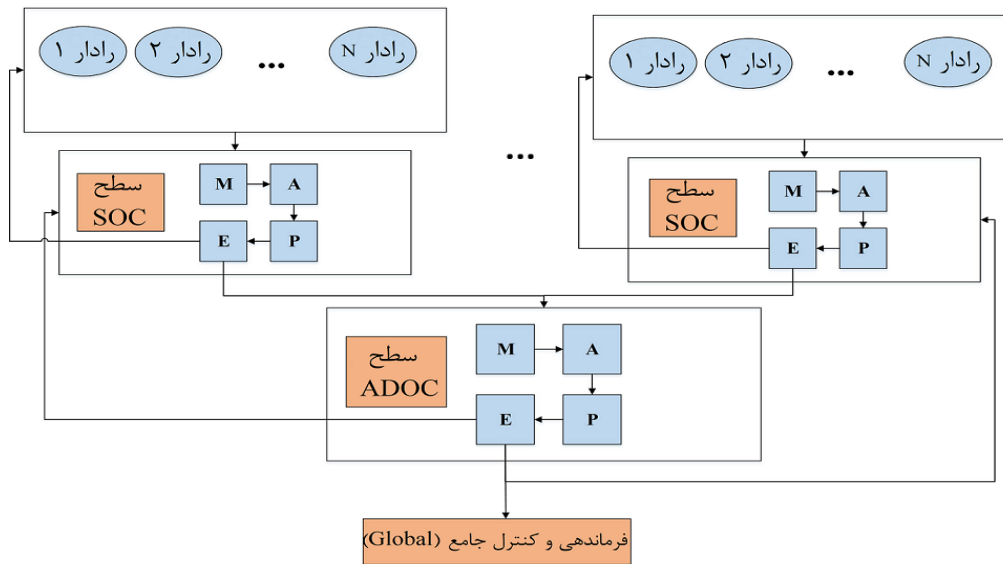 رادار ۱
رادار ۲
...
رادار N
رادار ۱
رادار ۲
...
رادار N
...
سطح
SOC
M
A
E
P
سطح
SOC
M
A
E
P
سطح
ADOC
M
A
E
P
فرماندهی و کنترل جامع (Global)